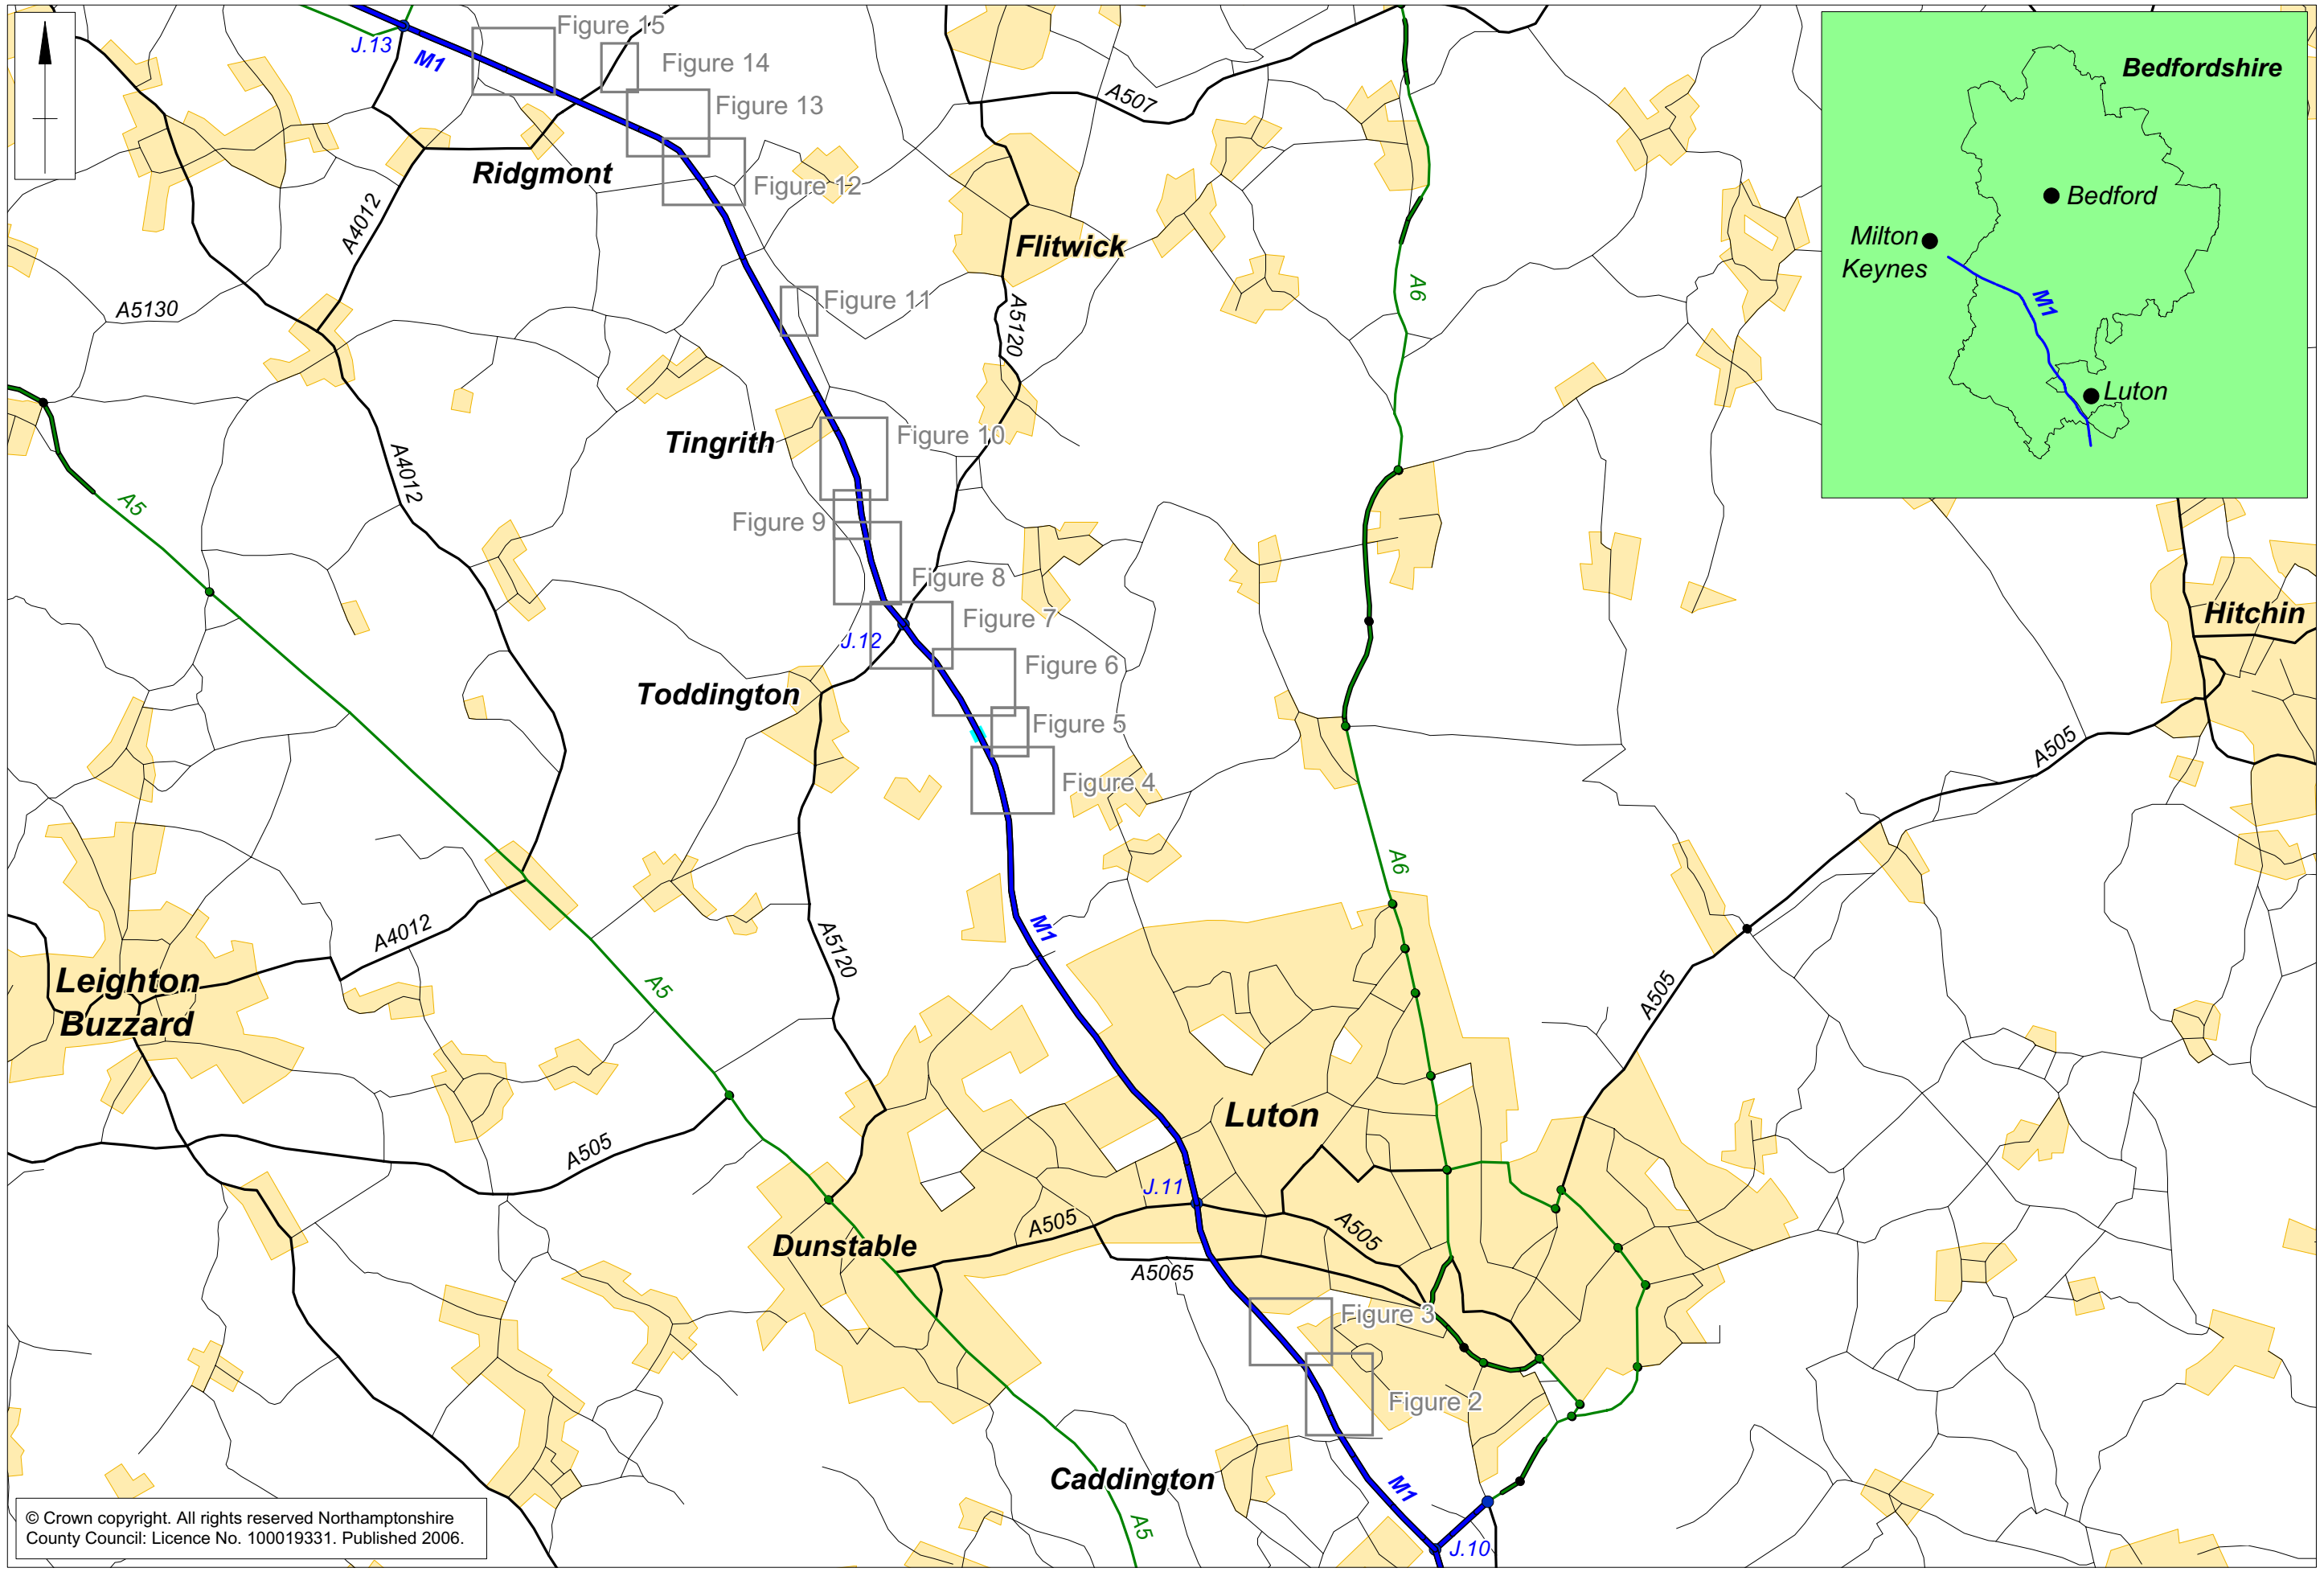 Figure 15
J.13
M1
Figure 14
Bedfordshire
A507
Figure 13
Ridgmont
Figure 12
Bedford
A4012
Flitwick
Milton
Keynes
A6
M1
Figure 11
A5130
A5120
Luton
Tingrith
Figure 10
A4012
A5
Figure 9
Figure 8
Hitchin
Figure 7
J.12
Figure 6
Toddington
Figure 5
A505
Figure 4
A6
M1
A4012
A5120
Leighton
Buzzard
A5
A505
Luton
A505
J.11
A505
A505
Dunstable
A5065
Figure 3
Figure 2
Caddington
M1
A5
J.10
© Crown copyright. All rights reserved Northamptonshire
County Council: Licence No. 100019331. Published 2006.